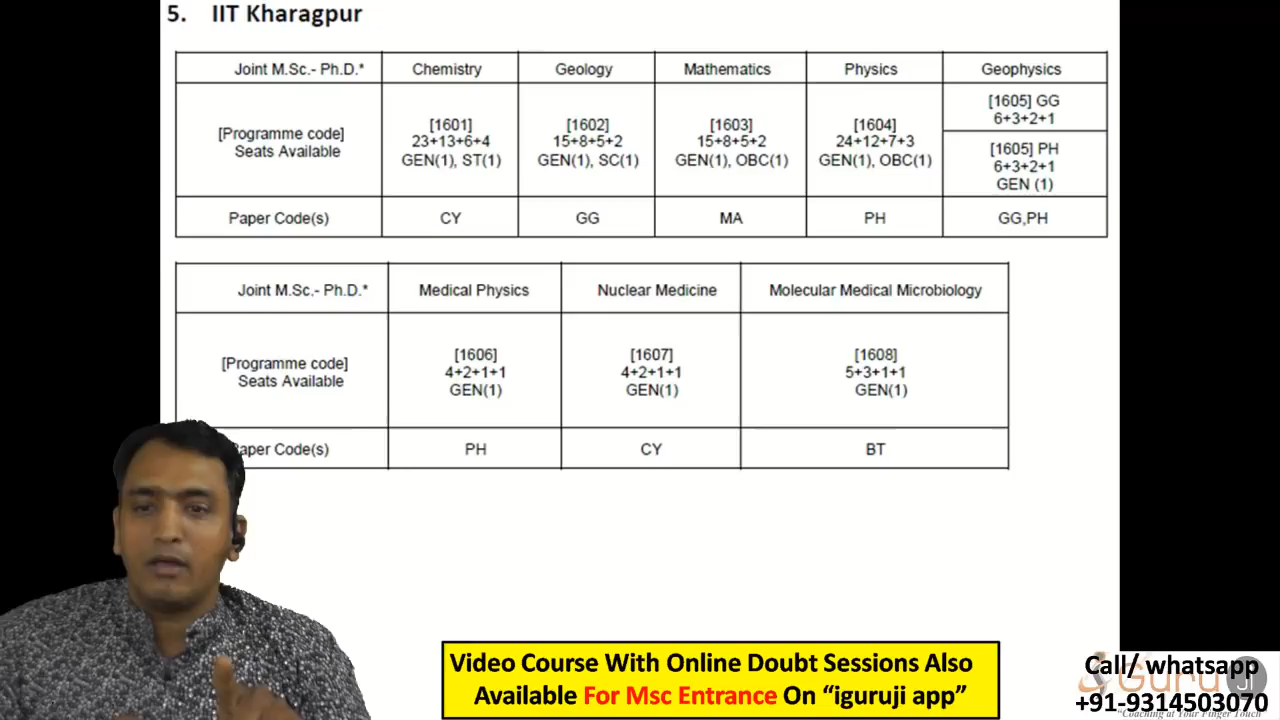 5. IIT Kharagpur
Joint M.Sc.- Ph.D.* Chemistry Geology Mathematics Physics Geophysics
[Programme code]
Seats Available
[1601]
23+13+6+4
GEN(1), ST(1)
[1602]
15+8+5+2
GEN(1), SC(1)
[1603]
15+8+5+2
GEN(1), OBC(1)
[1604]
24+12+7+3
GEN(1), OBC(1)
[1605] GG
6+3+2+1
[1605] PH
6+3+2+1
GEN (1)
Paper Code(s) CY GG MA PH GG,PH
Joint M.Sc.- Ph.D.* Medical Physics Nuclear Medicine Molecular Medical Microbiology
[Programme code]
Seats Available
[1606]
4+2+1+1
GEN(1)
[1607]
4+2+1+1
GEN(1)
[1608]
5+3+1+1
GEN(1)
Paper Code(s) PH CY BT
Video Course With Online Doubt Sessions Also
Available For Msc Entrance On “iguruji app”
Call/ whatsapp
+91-9314503070
"Coaching at Your Finger Touch"